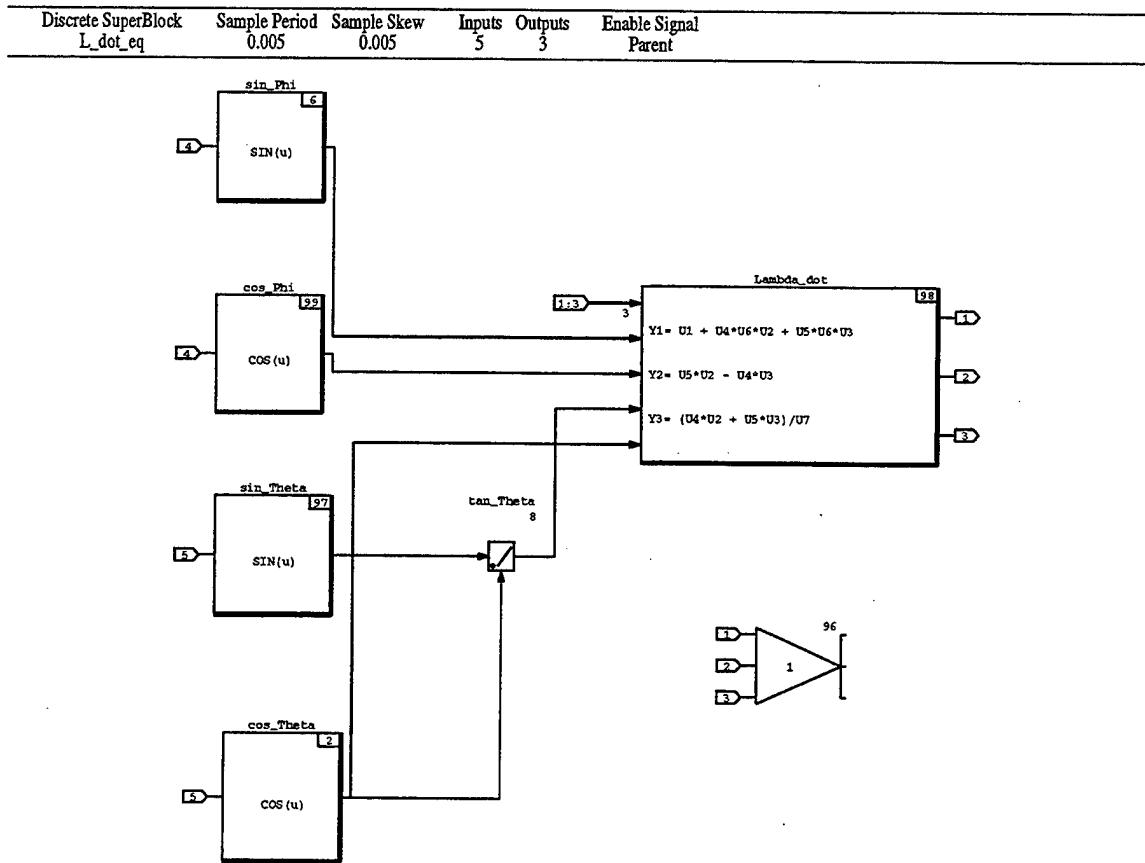 Discrete SuperBlock Sample Period Sample Skew Inputs Outputs Enable Signal
L_dot_eq 0.005 0.005 5 3 Parent
sin_Phi
6
4
SIN(u)
cos_Phi
99
4
COS(u)
Lambda_dot
98
1:3
3
Y1= U1 + U4*U6*U2 + U5*U6*U3
Y2= U5*U2 - U4*U3
Y3= (U4*U2 + U5*U3)/U7
1
2
3
sin_Theta
97
5
SIN(u)
tan_Theta
8
96
1
2
3
1
cos_Theta
2
5
COS(u)